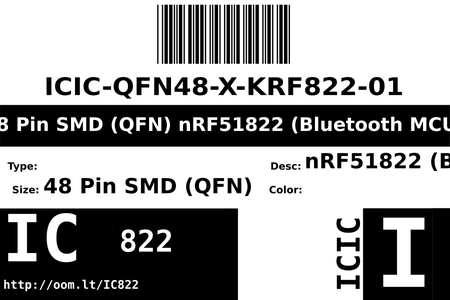 ICIC-QFN48-X-KRF822-01
8 Pin SMD (QFN) nRF51822 (Bluetooth MCU
Type:
Desc: nRF51822 (B
Size: 48 Pin SMD (QFN)
Color:
IC 822
http://oom.lt/IC822
ICIC
I